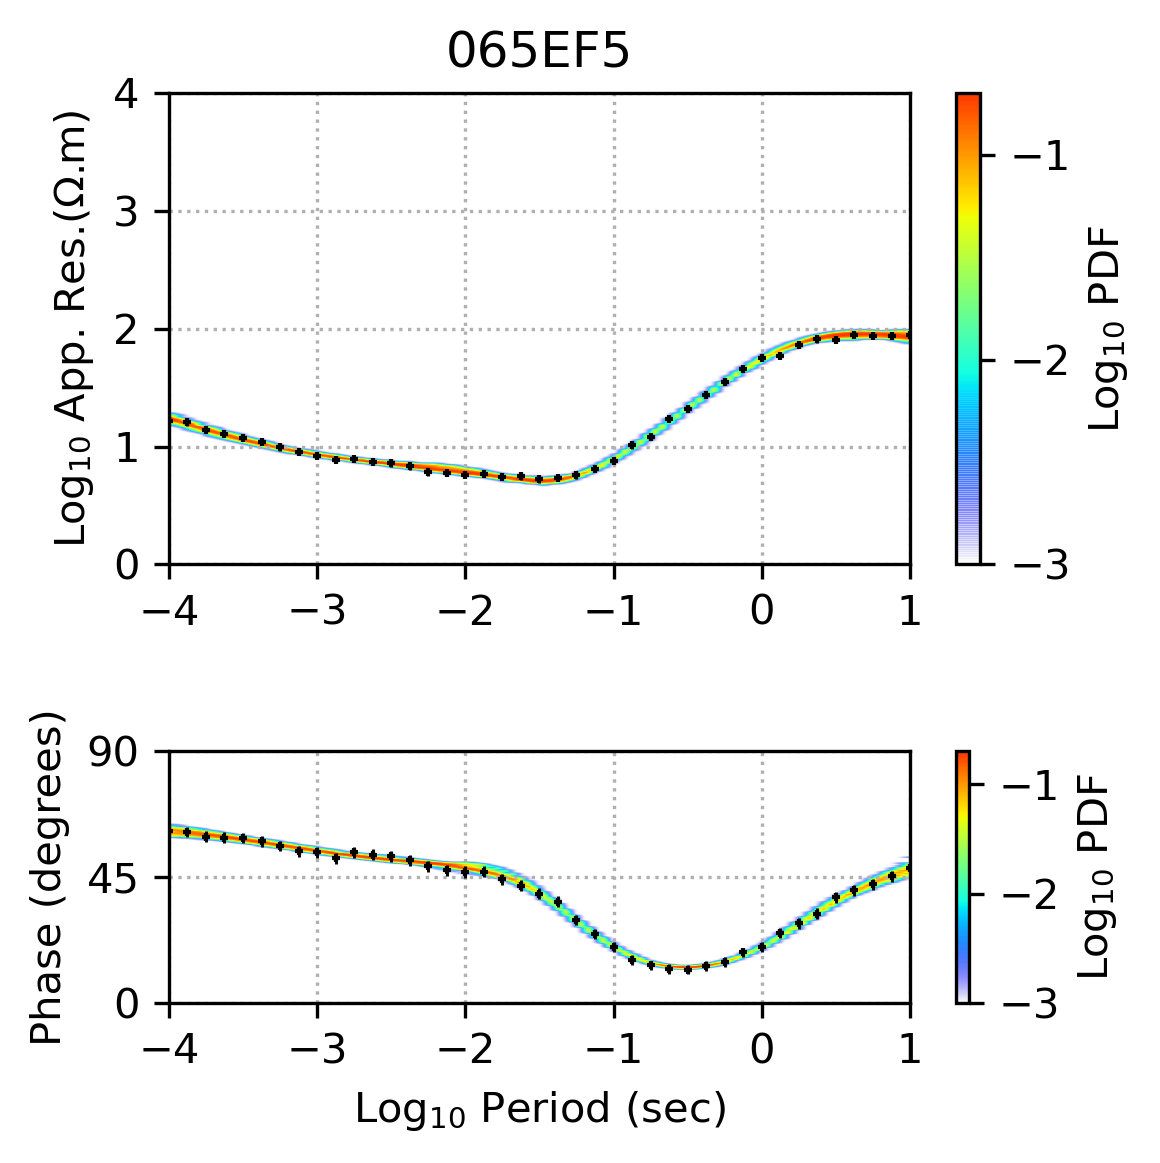 065EF5
4
3
2
1
0
Log10 App. Res.(Ω.m)
−4 −3 −2 −1 0 1
−1
−2
−3
Log10 PDF
90
45
0
Phase (degrees)
−4 −3 −2 −1 0 1
Log10 Period (sec)
−1
−2
−3
Log10 PDF